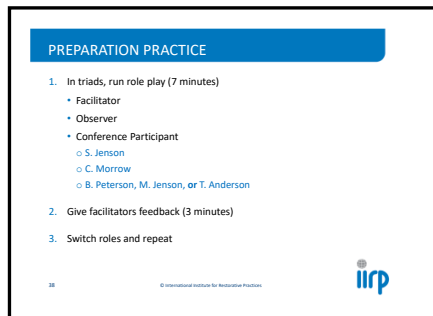 PREPARATION PRACTICE
1. In triads, run role play (7 minutes)
• Facilitator
• Observer
• Conference Participant
o S. Jenson
o C. Morrow
o B. Peterson, M. Jenson, or T. Anderson
2. Give facilitators feedback (3 minutes)
3. Switch roles and repeat
38
© International Institute for Restorative Practices
iirp